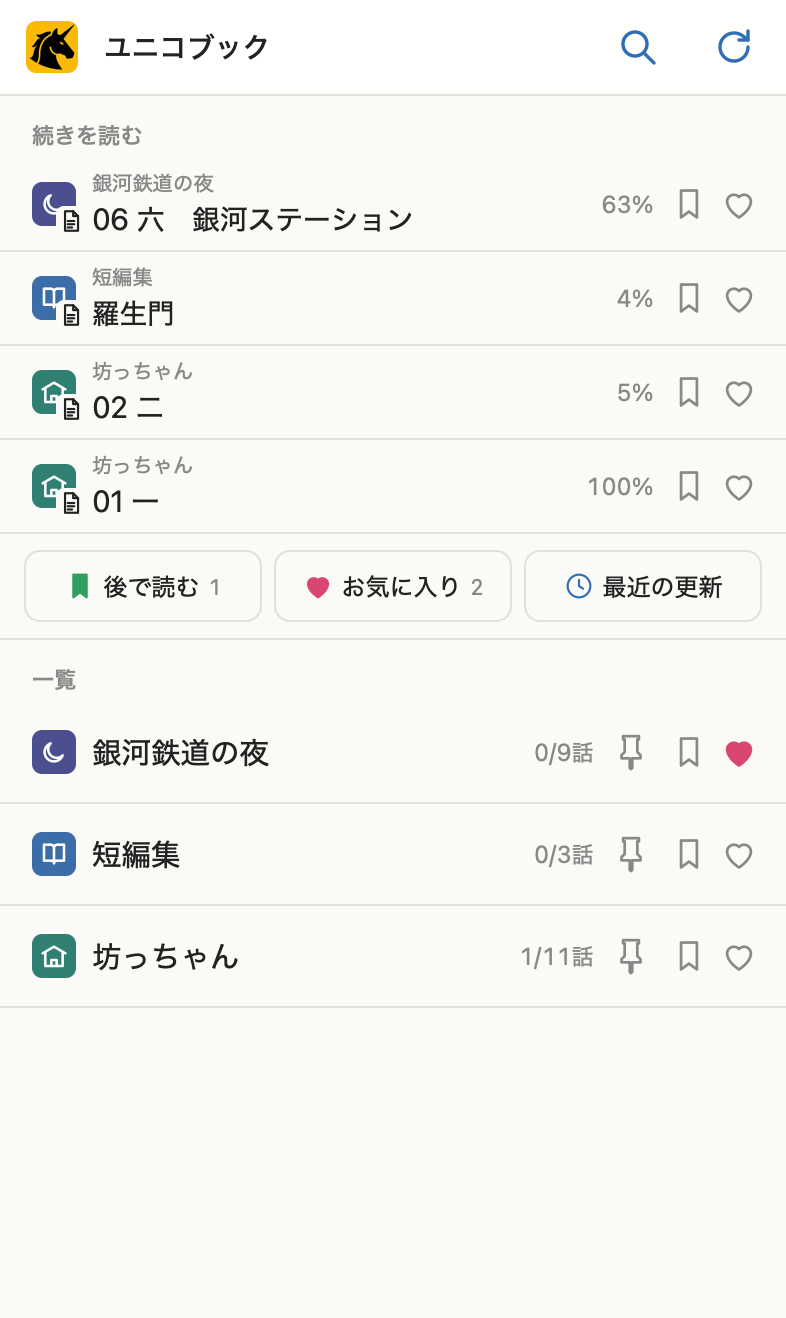 ユニコブック
続きを読む
銀河鉄道の夜
06 六　銀河ステーション
63%
短編集
羅生門
4%
坊っちゃん
02 二
5%
坊っちゃん
01 一
100%
後で読む 1
お気に入り 2
最近の更新
一覧
銀河鉄道の夜
0/9話
短編集
0/3話
坊っちゃん
1/11話